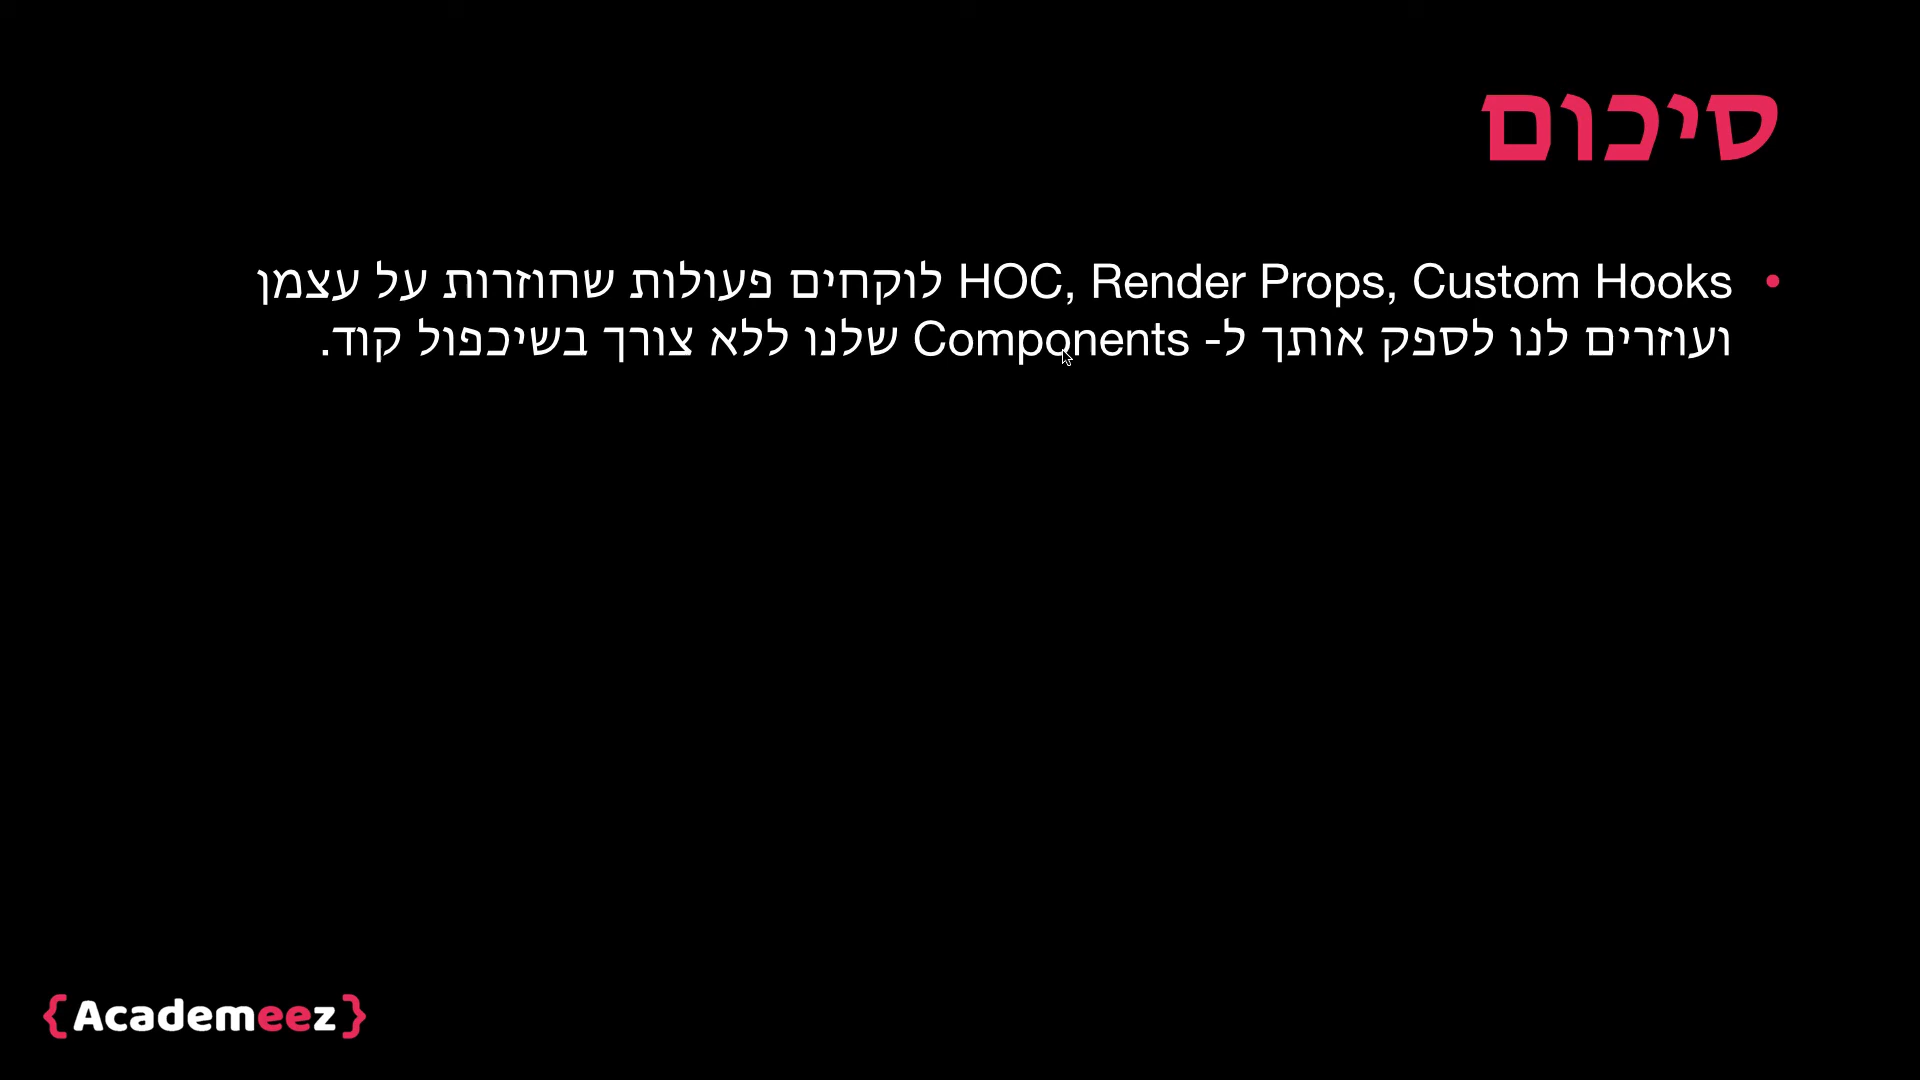 סיכום
• HOC, Render Props, Custom Hooks לוקחים פעולות שחוזרות על עצמן
ועוזרים לנו לספק אותך ל- Components שלנו ללא צורך בשיכפול קוד.
{Academeez}